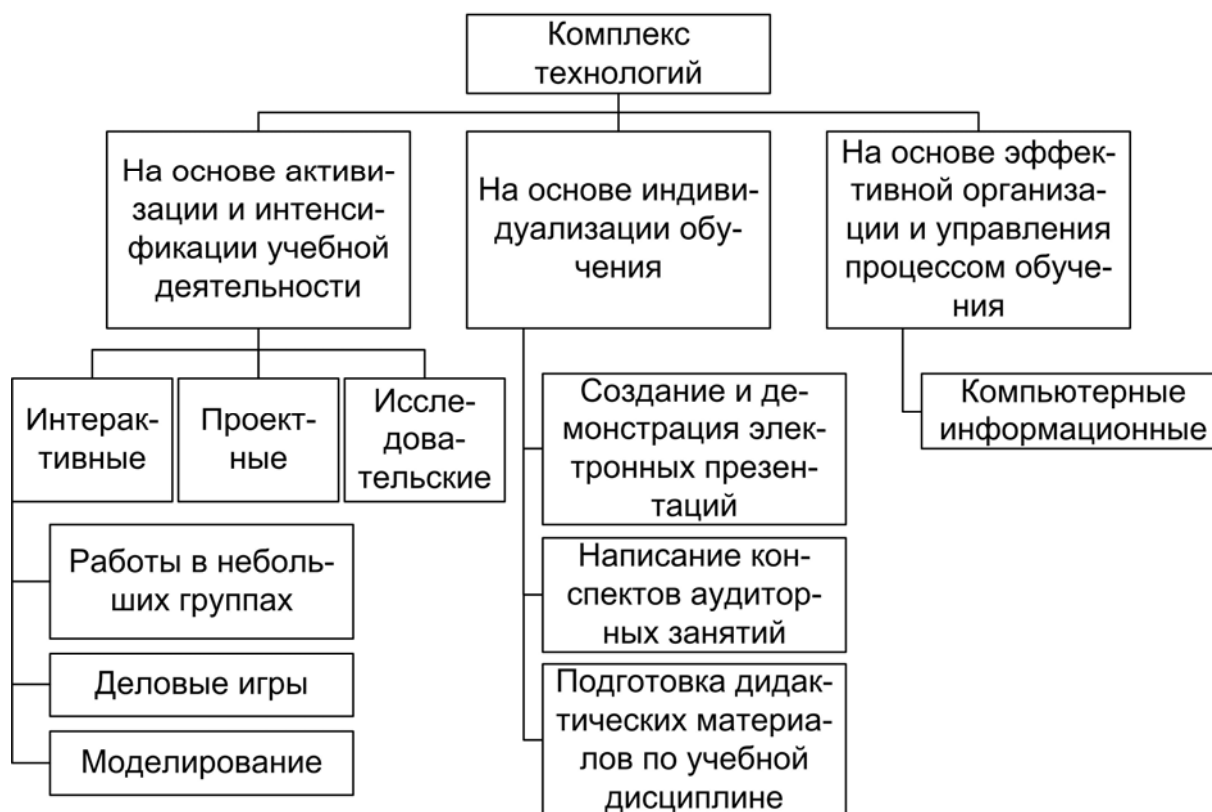 Комплекс
технологий
На основе активи-
зации и интенси-
фикации учебной
деятельности
На основе индиви-
дуализации обу-
чения
На основе эффек-
тивной организа-
ции и управления
процессом обуче-
ния
Интерак-
тивные
Проект-
ные
Иссле-
дова-
тельские
Работы в неболь-
ших группах
Деловые игры
Моделирование
Создание и де-
монстрация элек-
тронных презен-
таций
Написание кон-
спектов аудитор-
ных занятий
Подготовка дидак-
тических материа-
лов по учебной
дисциплине
Компьютерные
информационные